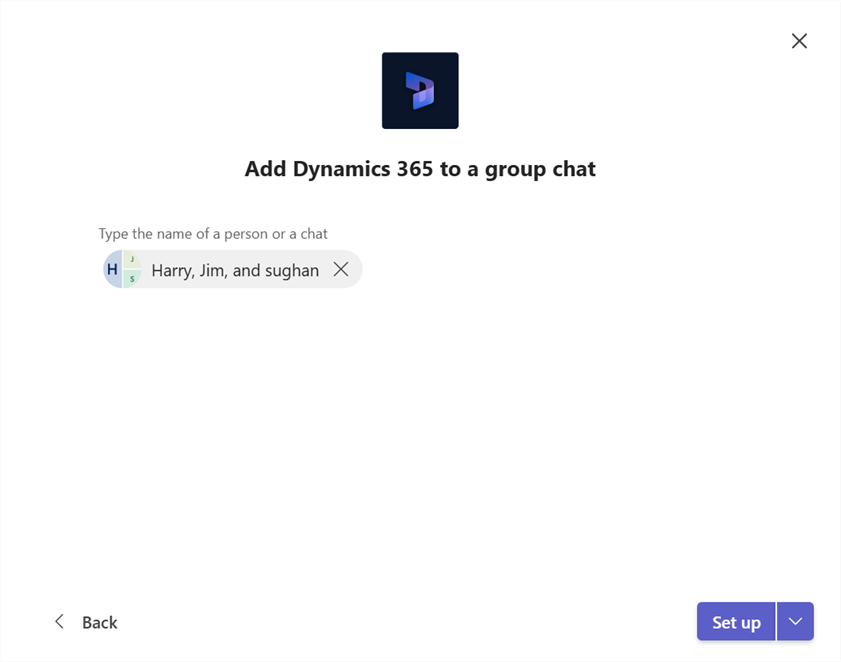 Add Dynamics 365 to a group chat
Type the name of a person or a chat
H
J
S
Harry, Jim, and sughan
Back
Set up